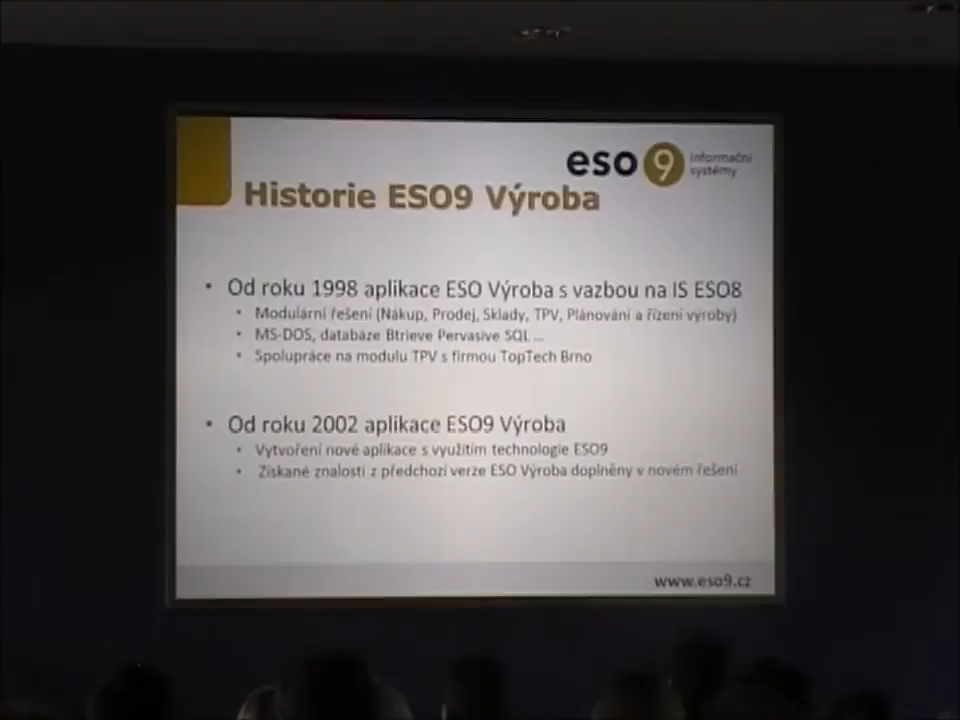 eso 9 informační
systémy
Historie ESO9 Výroba
• Od roku 1998 aplikace ESO Výroba s vazbou na IS ESO8
• Modulární řešení (Nákup, Prodej, Sklady, TPV, Plánování a řízení výroby)
• MS-DOS, databáze Btrieve Pervasive SQL ...
• Spolupráce na modulu TPV s firmou TopTech Brno
• Od roku 2002 aplikace ESO9 Výroba
• Vytvoření nové aplikace s využitím technologie ESO9
• Získané znalosti z předchozí verze ESO Výroba doplněny v novém řešení
www.eso9.cz